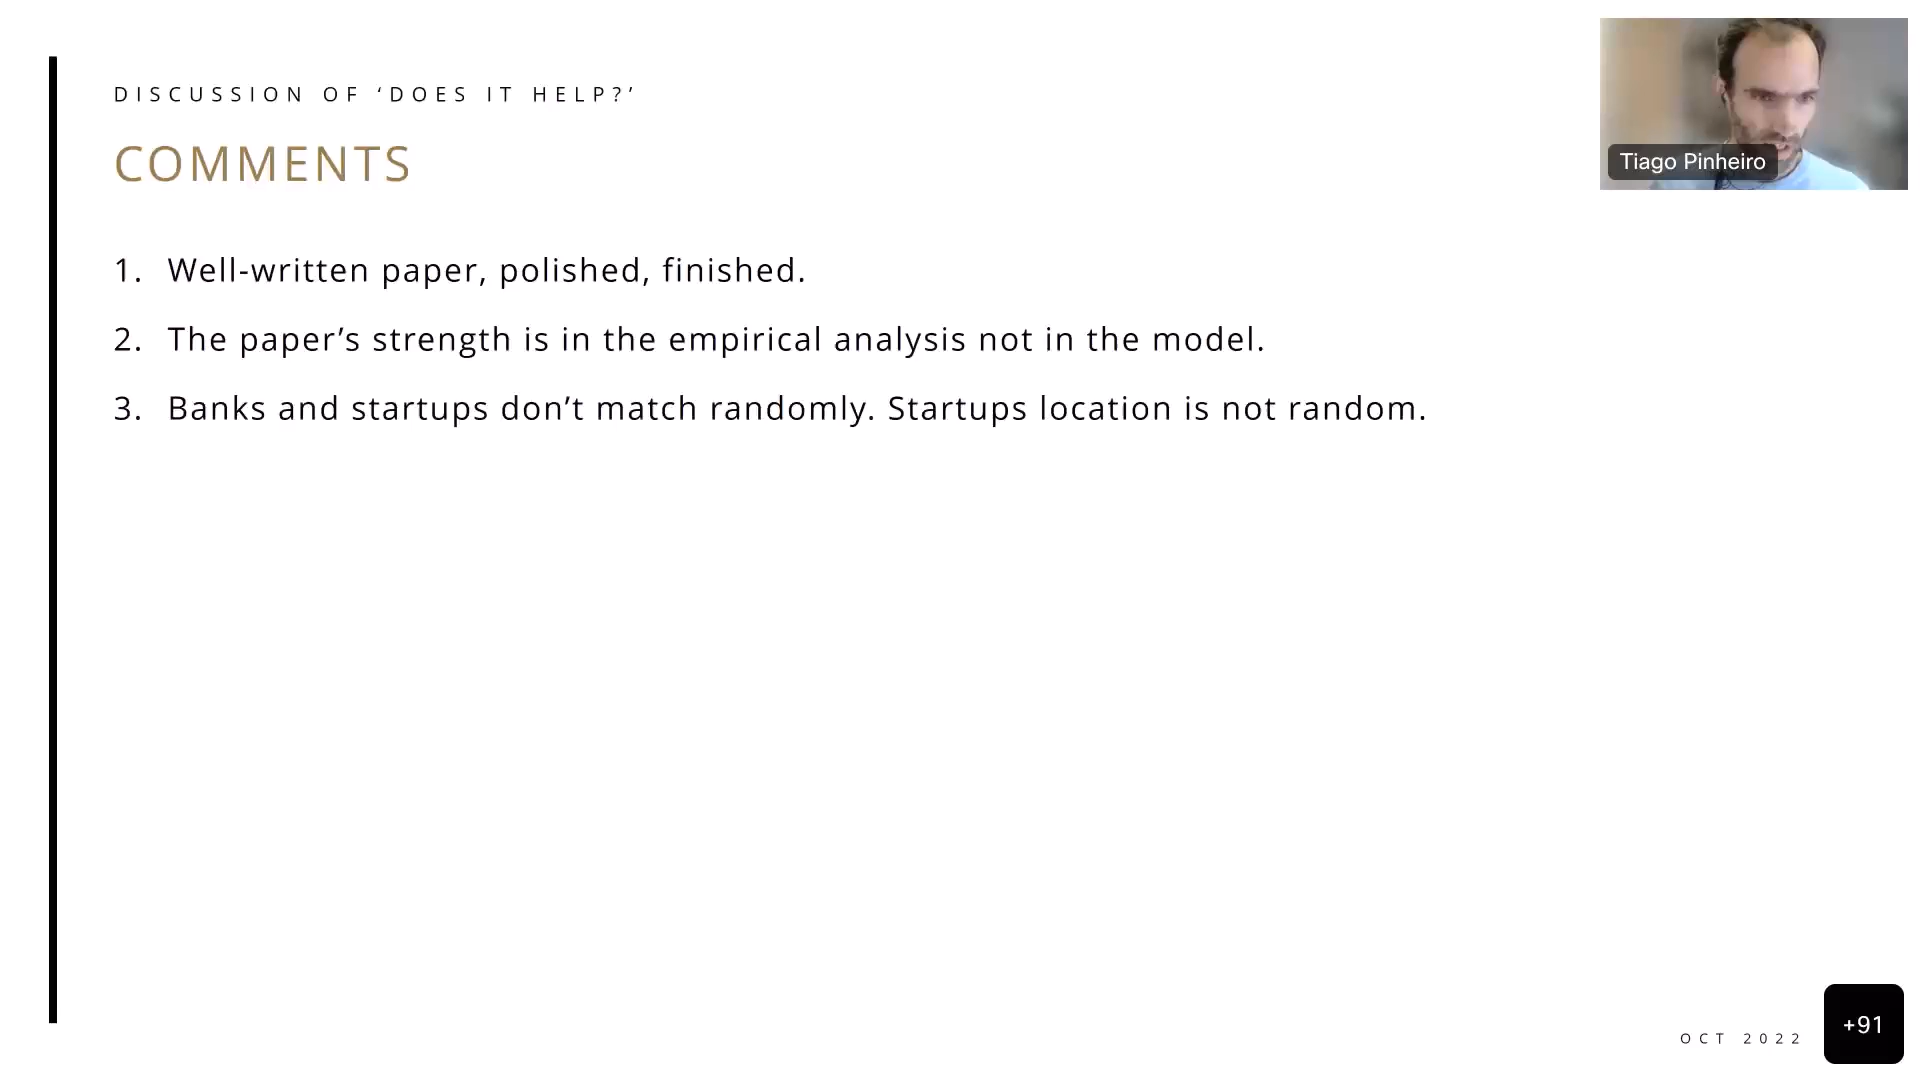 DISCUSSION OF ‘DOES IT HELP?’
COMMENTS
1. Well-written paper, polished, finished.
2. The paper’s strength is in the empirical analysis not in the model.
3. Banks and startups don’t match randomly. Startups location is not random.
Tiago Pinheiro
OCT 2022
+91